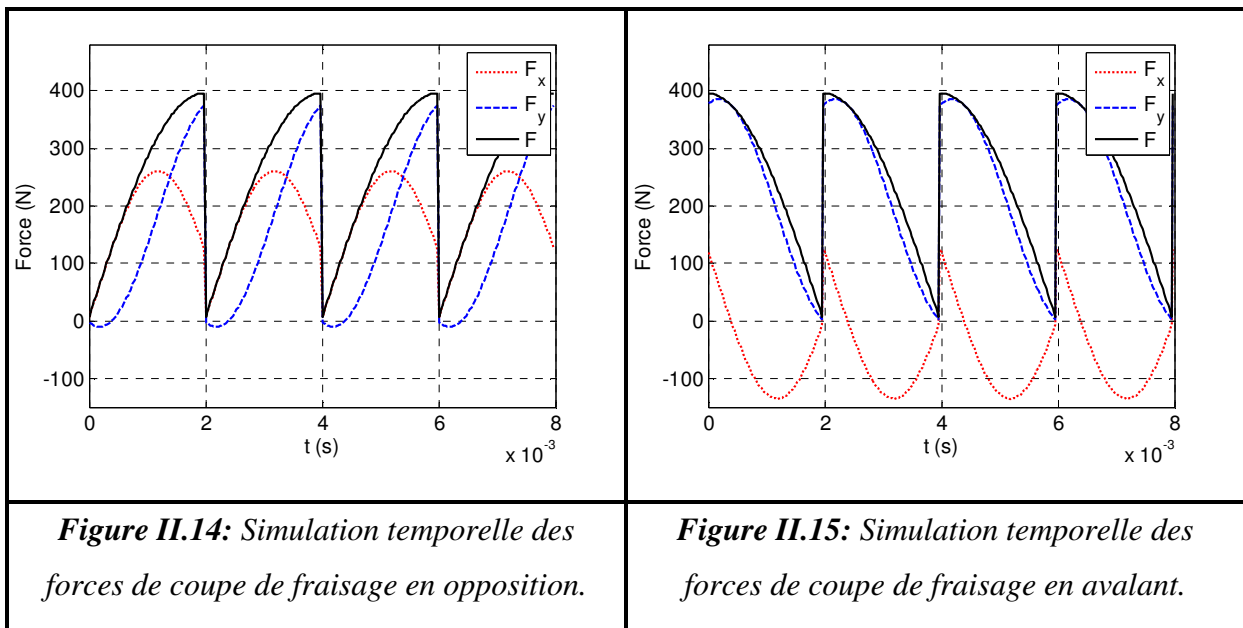 400
300
200
100
0
-100
Force (N)
0
2
4
6
8
t (s)
x 10⁻³
Fₓ
F_y
F
400
300
200
100
0
-100
Force (N)
0
2
4
6
8
t (s)
x 10⁻³
Fₓ
F_y
F
Figure II.14: Simulation temporelle des
forces de coupe de fraisage en opposition.
Figure II.15: Simulation temporelle des
forces de coupe de fraisage en avalant.